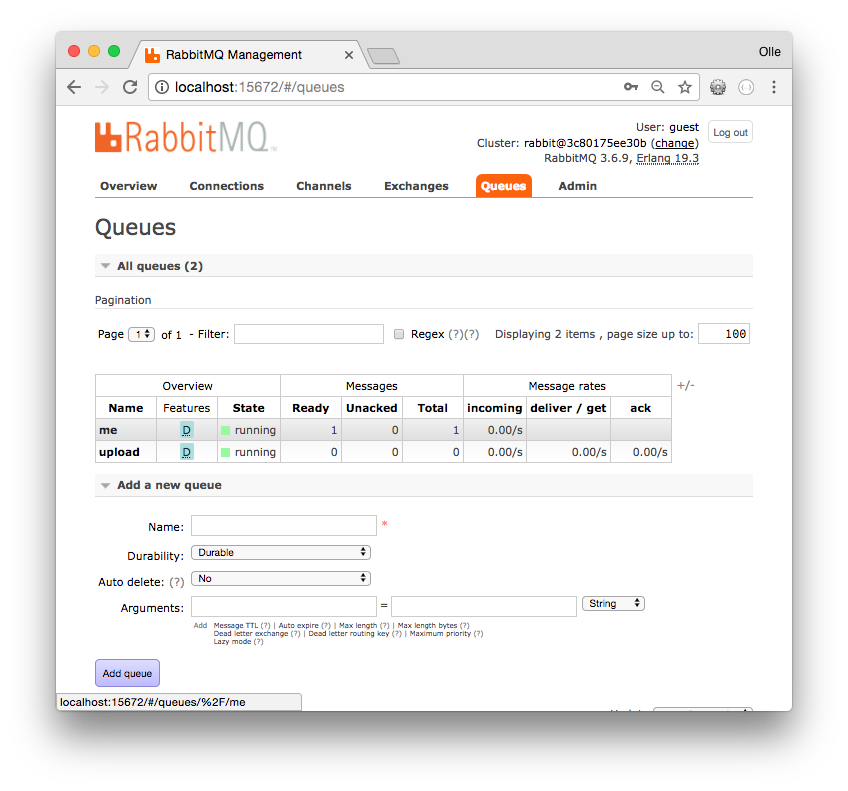 RabbitMQ Management
Olle
localhost:15672/#/queues
RabbitMQ™
User: guest
Log out
Cluster: rabbit@3c80175ee30b (change)
RabbitMQ 3.6.9, Erlang 19.3
Overview Connections Channels Exchanges Queues Admin
Queues
All queues (2)
Pagination
Page 1 of 1 - Filter: Regex (?)(?) Displaying 2 items , page size up to: 100
Overview Messages Message rates +/-
Name Features State Ready Unacked Total incoming deliver / get ack
me D running 1 0 1 0.00/s
upload D running 0 0 0 0.00/s 0.00/s 0.00/s
Add a new queue
Name: *
Durability: Durable
Auto delete: (?) No
Arguments: = String
Add Message TTL (?) | Auto expire (?) | Max length (?) | Max length bytes (?)
Dead letter exchange (?) | Dead letter routing key (?) | Maximum priority (?)
Lazy mode (?)
Add queue
localhost:15672/#/queues/%2F/me